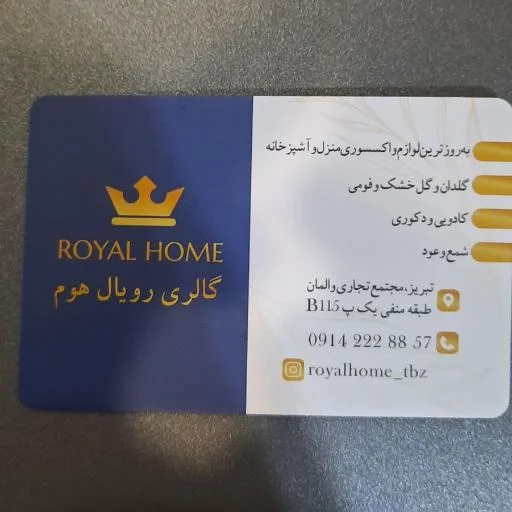 ROYAL HOME
گالری رویال هوم
به روزترین لوازم و اکسسوری منزل و آشپزخانه
گلدان و گل خشک و فومی
کادویی و دکوری
شمع و عود
تبریز، مجتمع تجاری والمان
طبقه منفی یک پ B115
0914 222 88 57
royalhome_tbz